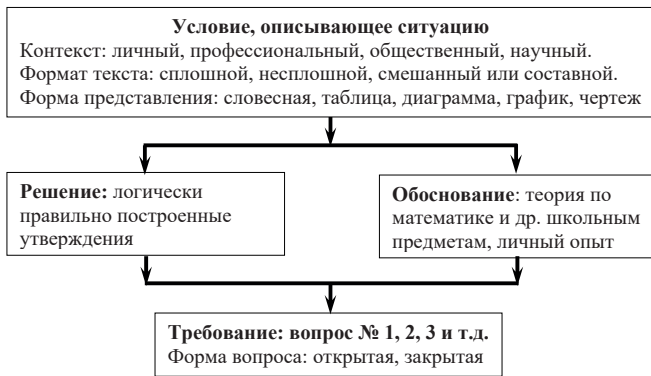 Условие, описывающее ситуацию
Контекст: личный, профессиональный, общественный, научный.
Формат текста: сплошной, несплошной, смешанный или составной.
Форма представления: словесная, таблица, диаграмма, график, чертеж
Решение: логически
правильно построенные
утверждения
Обоснование: теория по
математике и др. школьным
предметам, личный опыт
Требование: вопрос № 1, 2, 3 и т.д.
Форма вопроса: открытая, закрытая